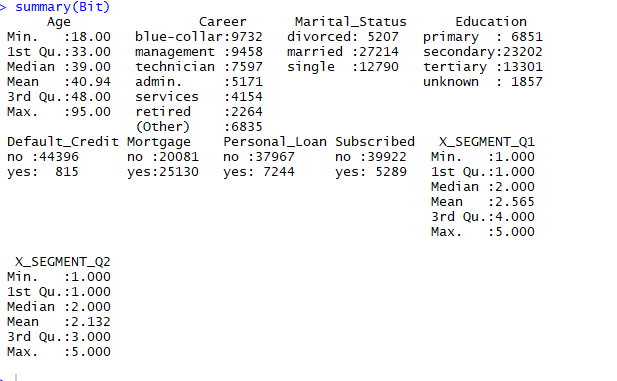 > summary(Bit)
      Age                Career       Marital_Status      Education
 Min.   :18.00   blue-collar:9732   divorced: 5207   primary  : 6851
 1st Qu.:33.00   management :9458   married :27214   secondary:23202
 Median :39.00   technician :7597   single  :12790   tertiary :13301
 Mean   :40.94   admin.     :5171                    unknown  : 1857
 3rd Qu.:48.00   services   :4154
 Max.   :95.00   retired    :2264
                 (Other)    :6835
 Default_Credit Mortgage    Personal_Loan Subscribed    X_SEGMENT_Q1
 no :44396      no :20081   no :37967     no :39922   Min.   :1.000
 yes:  815      yes:25130   yes: 7244     yes: 5289   1st Qu.:1.000
                                                      Median :2.000
                                                      Mean   :2.565
                                                      3rd Qu.:4.000
                                                      Max.   :5.000
  X_SEGMENT_Q2
 Min.   :1.000
 1st Qu.:1.000
 Median :2.000
 Mean   :2.132
 3rd Qu.:3.000
 Max.   :5.000
>